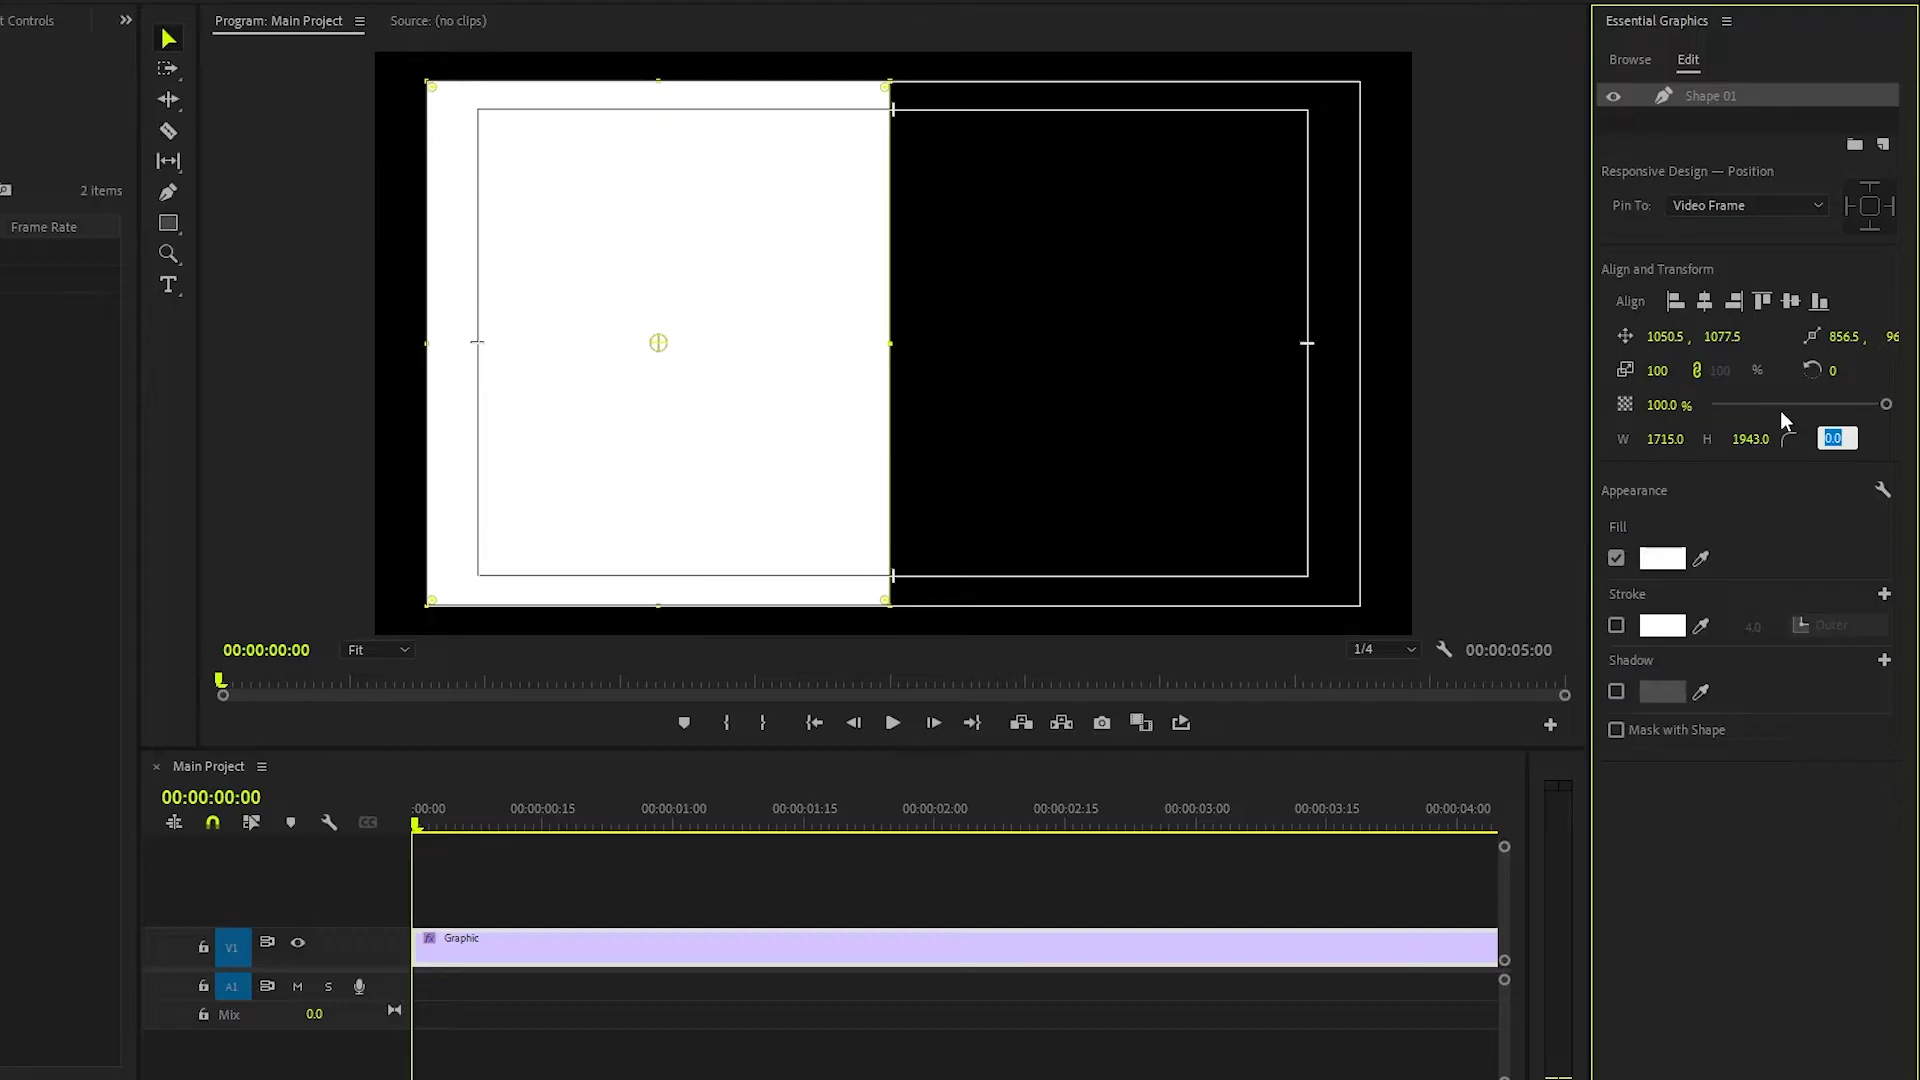 t Controls
Program: Main Project
Source: (no clips)
2 items
Frame Rate
Essential Graphics
Browse
Edit
Shape 01
Responsive Design — Position
Pin To:
Video Frame
Align and Transform
Align
1050.5 ,
1077.5
856.5 ,
96
100
100
%
0
100.0 %
W
1715.0
H
1943.0
0.0
Appearance
Fill
Stroke
4.0
Outer
Shadow
Mask with Shape
00:00:00:00
Fit
1/4
00:00:05:00
× Main Project
00:00:00:00
:00:00
00:00:00:15
00:00:01:00
00:00:01:15
00:00:02:00
00:00:02:15
00:00:03:00
00:00:03:15
00:00:04:00
CC
V1
fx
Graphic
A1
M
S
Mix
0.0
T